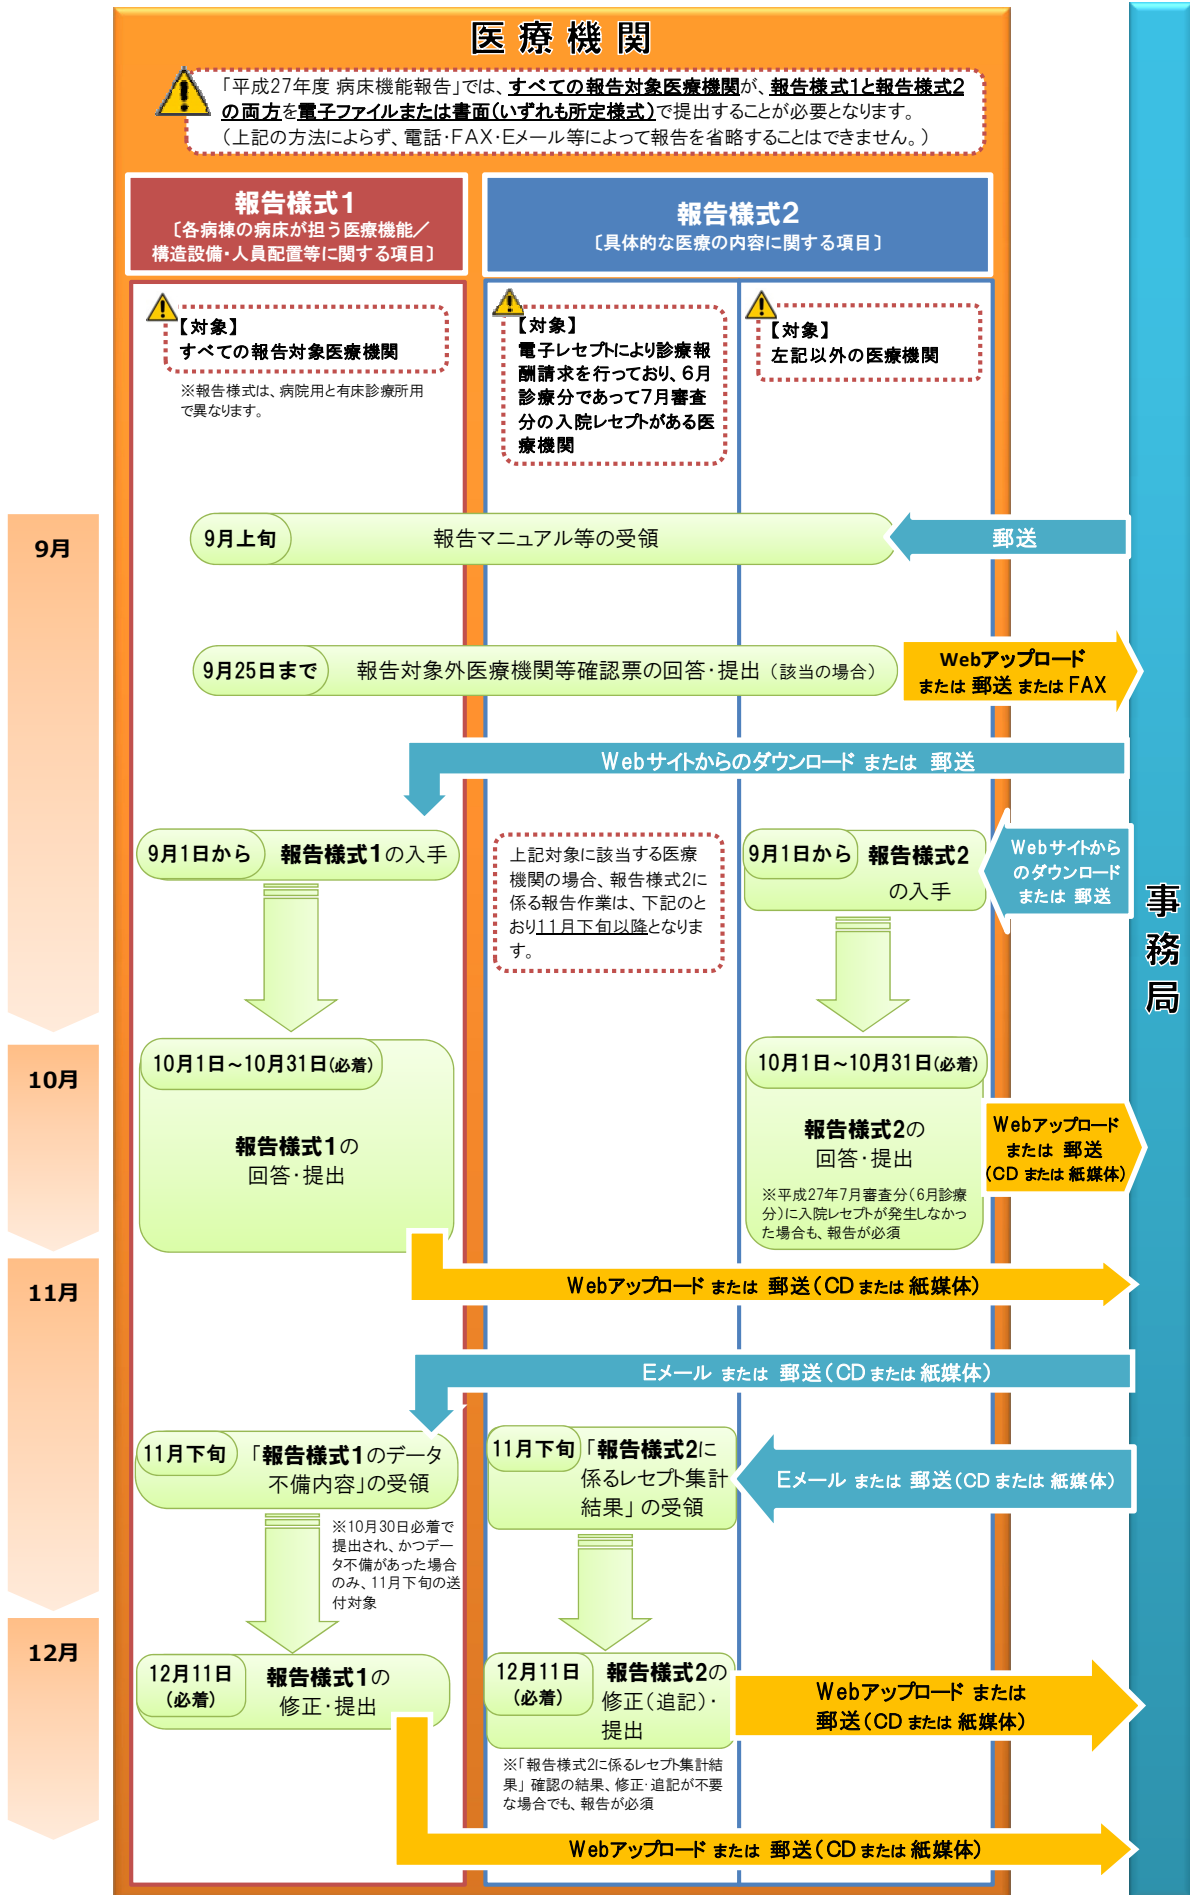 医療機関
「平成27年度 病床機能報告」では、すべての報告対象医療機関が、報告様式1と報告様式2
の両方を電子ファイルまたは書面(いずれも所定様式)で提出することが必要となります。
(上記の方法によらず、電話・FAX・Eメール等によって報告を省略することはできません。)
報告様式1
〔各病棟の病床が担う医療機能/
構造設備・人員配置等に関する項目〕
報告様式2
〔具体的な医療の内容に関する項目〕
【対象】
すべての報告対象医療機関
※報告様式は、病院用と有床診療所用
で異なります。
【対象】
電子レセプトにより診療報
酬請求を行っており、6月
診療分であって7月審査
分の入院レセプトがある医
療機関
【対象】
左記以外の医療機関
事務局
9月
9月上旬
報告マニュアル等の受領
郵送
9月25日まで
報告対象外医療機関等確認票の回答・提出(該当の場合)
Webアップロード
または 郵送 または FAX
Webサイトからのダウンロード または 郵送
9月1日から
報告様式1の入手
上記対象に該当する医療
機関の場合、報告様式2に
係る報告作業は、下記のと
おり11月下旬以降となりま
す。
9月1日から
報告様式2
の入手
Webサイトから
のダウンロード
または 郵送
10月
10月1日~10月31日(必着)
報告様式1の
回答・提出
10月1日~10月31日(必着)
報告様式2の
回答・提出
※平成27年7月審査分(6月診療
分)に入院レセプトが発生しなかっ
た場合も、報告が必須
Webアップロード
または 郵送
(CD または 紙媒体)
11月
Webアップロード または 郵送(CD または 紙媒体)
Eメール または 郵送(CD または 紙媒体)
11月下旬
「報告様式1のデータ
不備内容」の受領
※10月30日必着で
提出され、かつデー
タ不備があった場合
のみ、11月下旬の送
付対象
11月下旬
「報告様式2に
係るレセプト集計
結果」の受領
Eメール または 郵送(CD または 紙媒体)
12月
12月11日
(必着)
報告様式1の
修正・提出
12月11日
(必着)
報告様式2の
修正(追記)・
提出
※「報告様式2に係るレセプト集計結
果」 確認の結果、修正・追記が不要
な場合でも、報告が必須
Webアップロード または
郵送(CD または 紙媒体)
Webアップロード または 郵送(CD または 紙媒体)